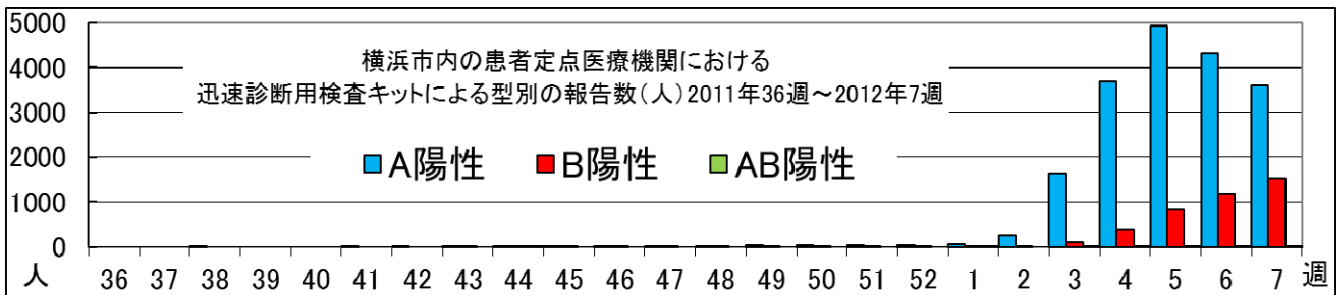 横浜市内の患者定点医療機関における
迅速診断用検査キットによる型別の報告数(人)2011年36週~2012年7週
A陽性 B陽性 AB陽性
5000
4000
3000
2000
1000
0
人 36 37 38 39 40 41 42 43 44 45 46 47 48 49 50 51 52 1 2 3 4 5 6 7 週